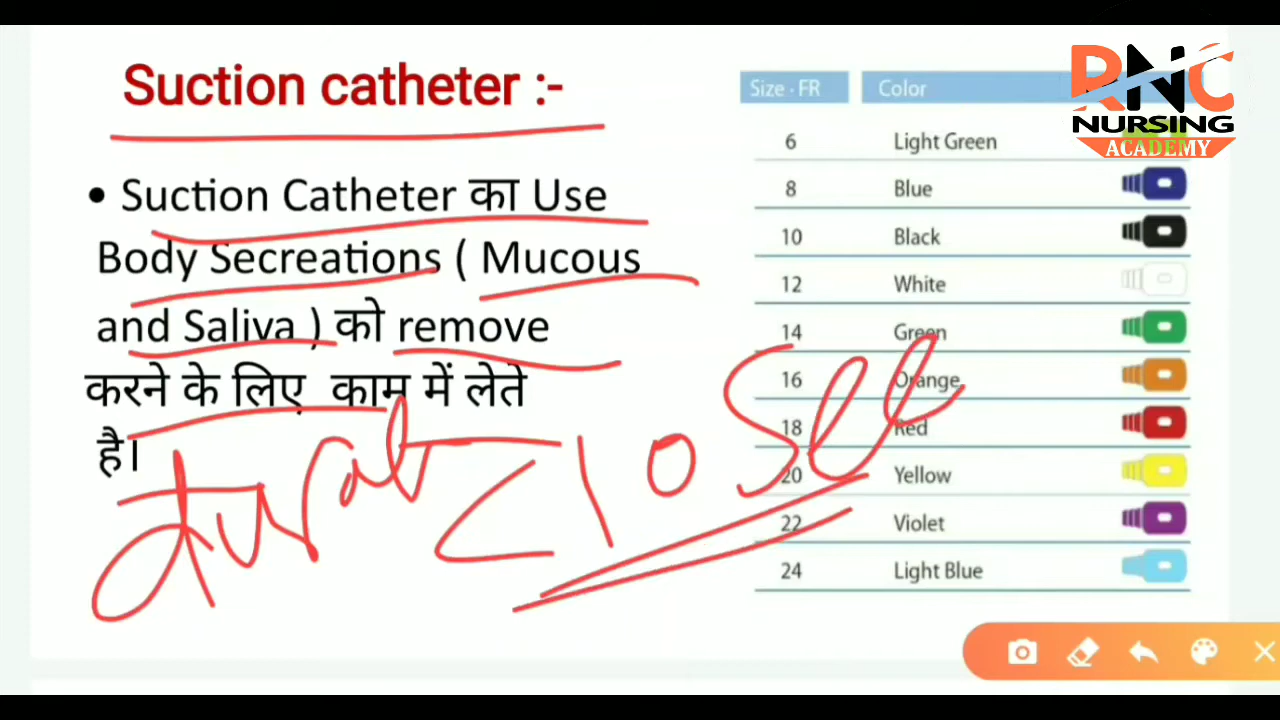 Suction catheter :-
• Suction Catheter का Use
Body Secreations ( Mucous
and Saliva ) को remove
करने के लिए काम में लेते
है।
<10 Sec
Size - FR Color
6 Light Green
8 Blue
10 Black
12 White
14 Green
16 Orange
18 Red
20 Yellow
22 Violet
24 Light Blue
RNC
NURSING
ACADEMY